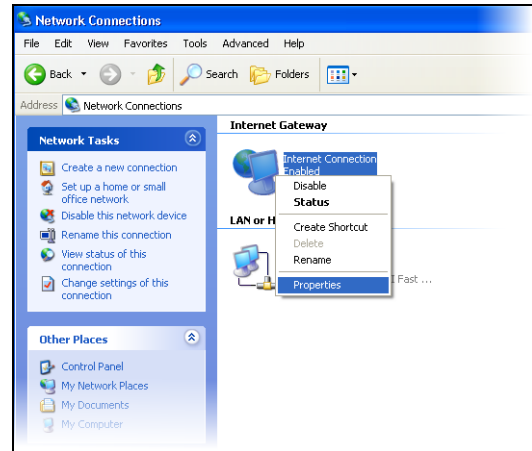 Network Connections
File Edit View Favorites Tools Advanced Help
Back Search Folders
Address Network Connections
Network Tasks
Create a new connection
Set up a home or small
office network
Disable this network device
Rename this connection
View status of this
connection
Change settings of this
connection
Other Places
Control Panel
My Network Places
My Documents
My Computer
Internet Gateway
Internet Connection
Enabled
Disable
Status
Create Shortcut
Delete
Rename
Properties
LAN or H
I Fast ...